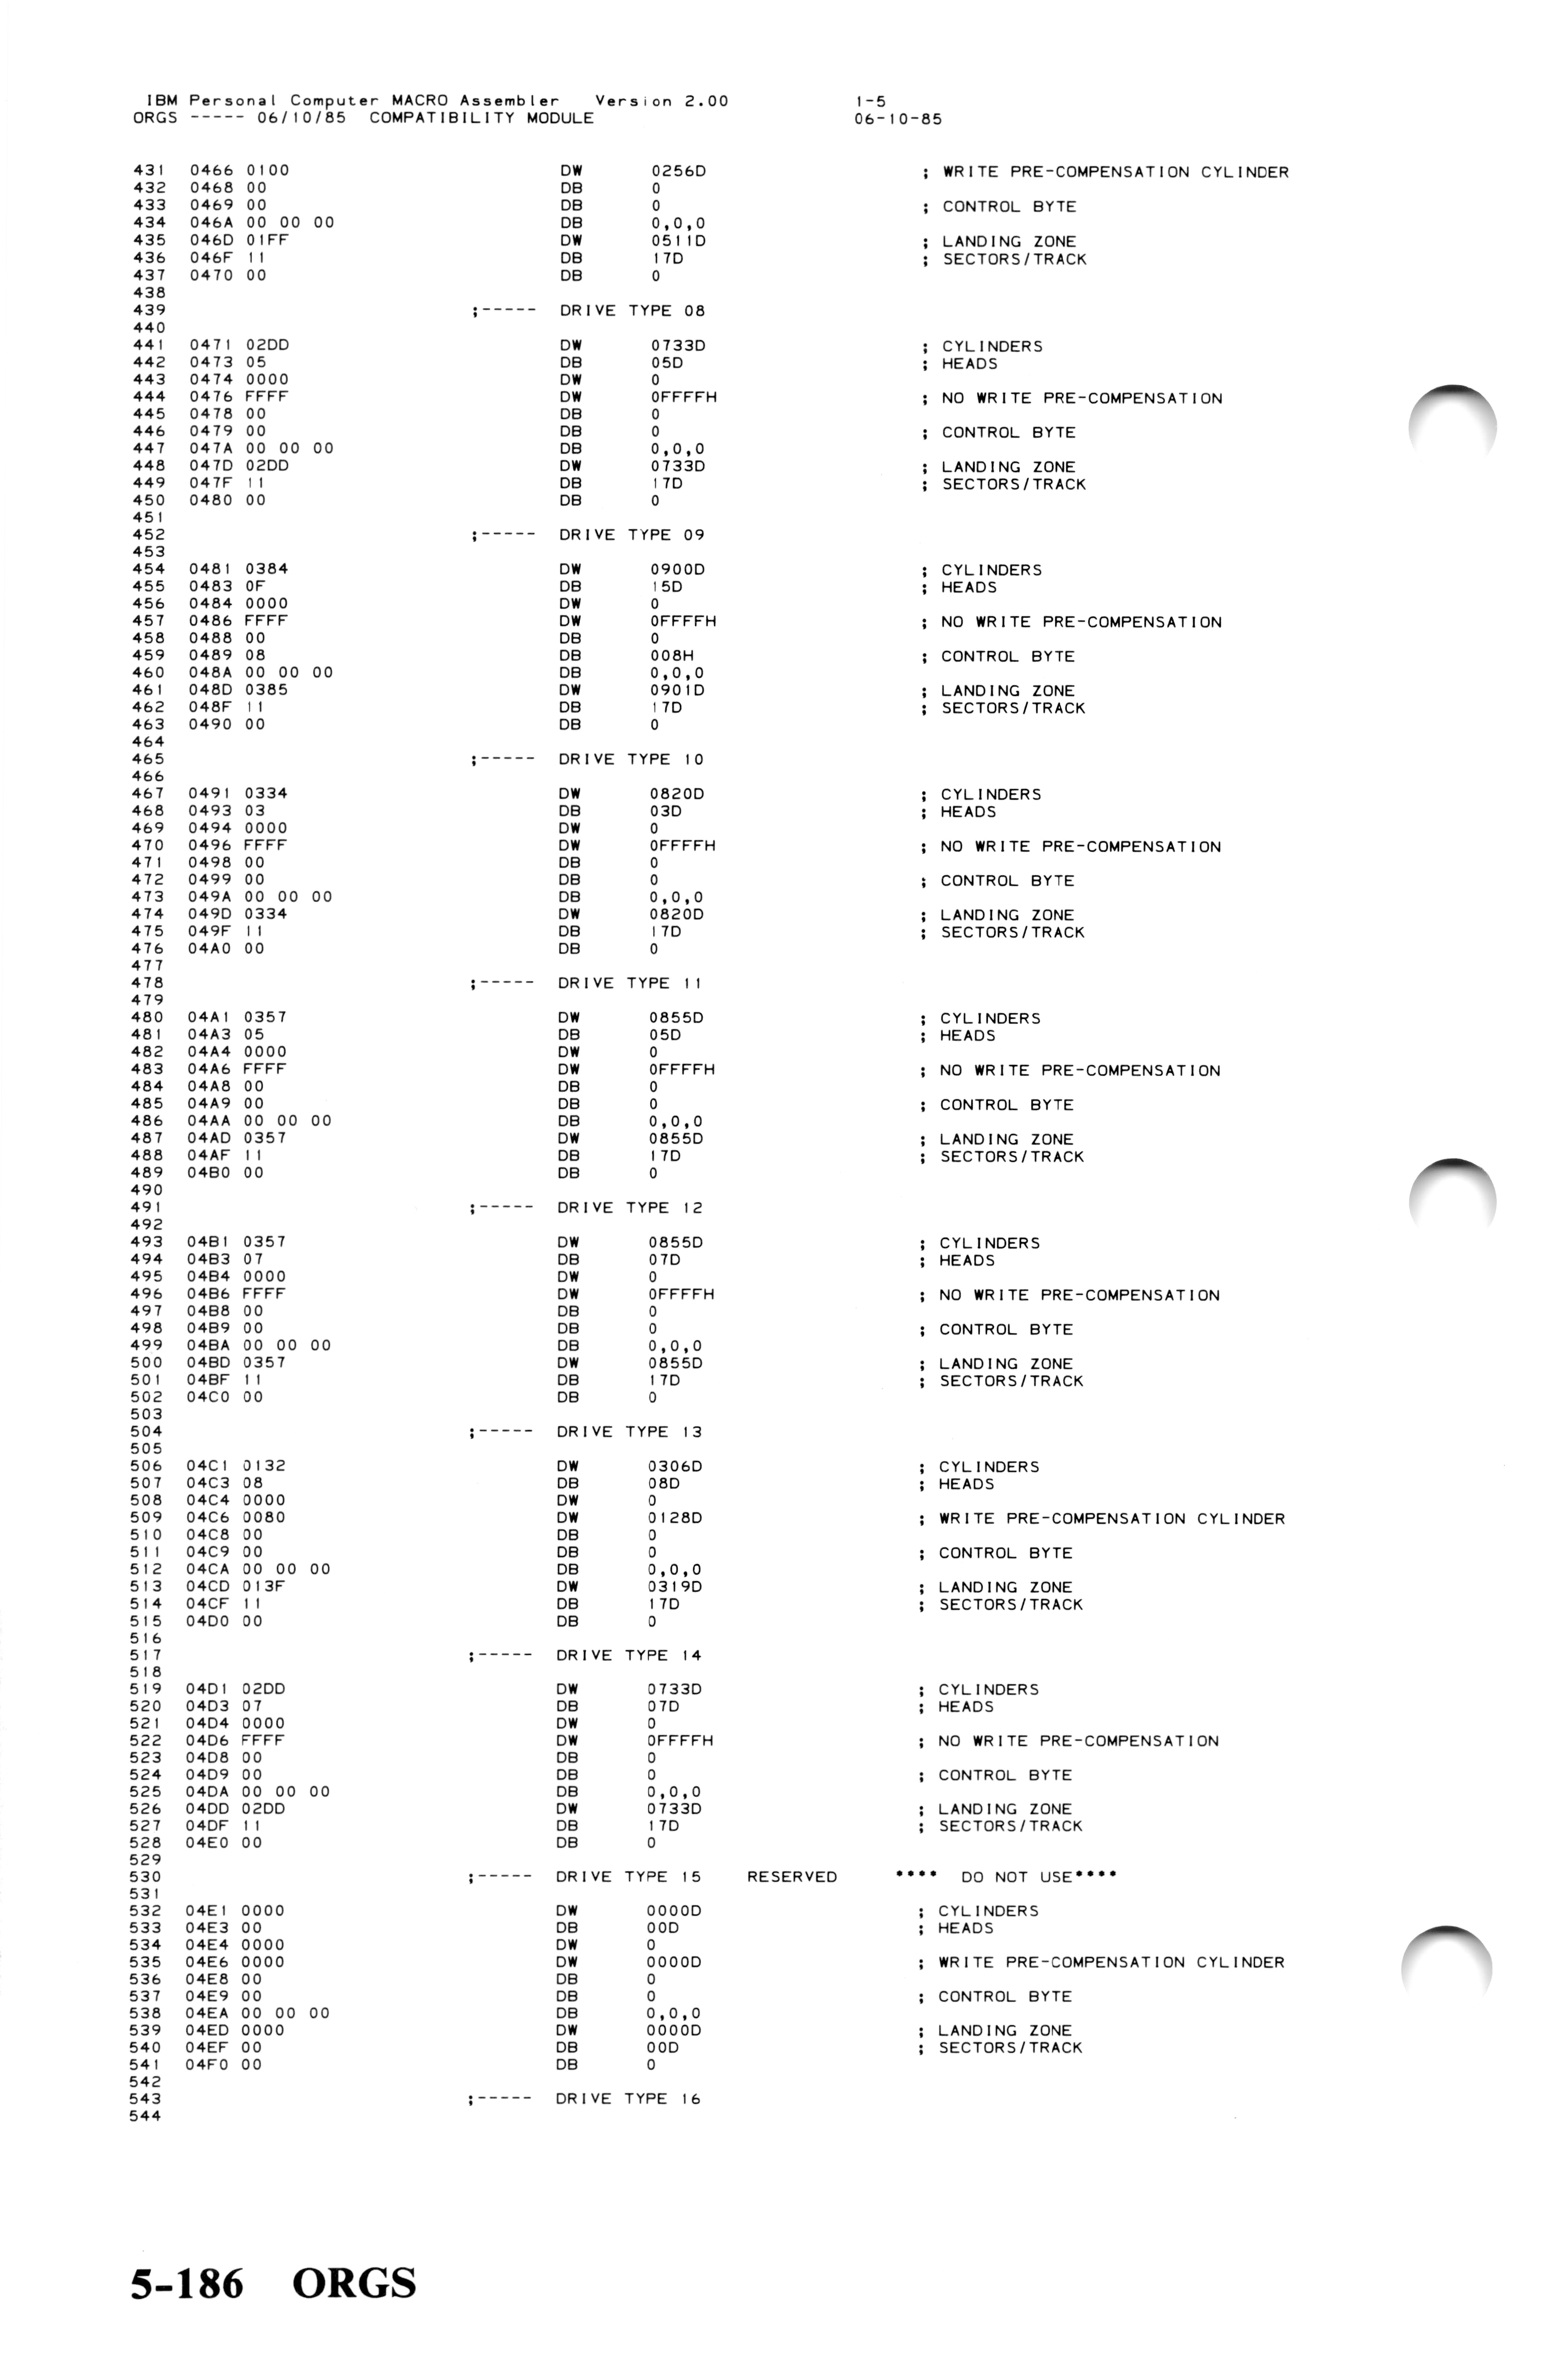 IBM Personal Computer MACRO Assembler   Version 2.00   1-5
ORGS ----- 06/10/85  COMPATIBILITY MODULE   06-10-85
431 0466 0100 DW 0256D ; WRITE PRE-COMPENSATION CYLINDER
432 0468 00 DB 0
433 0469 00 DB 0 ; CONTROL BYTE
434 046A 00 00 00 DB 0,0,0
435 046D 01FF DW 0511D ; LANDING ZONE
436 046F 11 DB 17D ; SECTORS/TRACK
437 0470 00 DB 0
438
439 ;----- DRIVE TYPE 08
440
441 0471 02DD DW 0733D ; CYLINDERS
442 0473 05 DB 05D ; HEADS
443 0474 0000 DW 0
444 0476 FFFF DW 0FFFFH ; NO WRITE PRE-COMPENSATION
445 0478 00 DB 0
446 0479 00 DB 0 ; CONTROL BYTE
447 047A 00 00 00 DB 0,0,0
448 047D 02DD DW 0733D ; LANDING ZONE
449 047F 11 DB 17D ; SECTORS/TRACK
450 0480 00 DB 0
451
452 ;----- DRIVE TYPE 09
453
454 0481 0384 DW 0900D ; CYLINDERS
455 0483 0F DB 15D ; HEADS
456 0484 0000 DW 0
457 0486 FFFF DW 0FFFFH ; NO WRITE PRE-COMPENSATION
458 0488 00 DB 0
459 0489 08 DB 008H ; CONTROL BYTE
460 048A 00 00 00 DB 0,0,0
461 048D 0385 DW 0901D ; LANDING ZONE
462 048F 11 DB 17D ; SECTORS/TRACK
463 0490 00 DB 0
464
465 ;----- DRIVE TYPE 10
466
467 0491 0334 DW 0820D ; CYLINDERS
468 0493 03 DB 03D ; HEADS
469 0494 0000 DW 0
470 0496 FFFF DW 0FFFFH ; NO WRITE PRE-COMPENSATION
471 0498 00 DB 0
472 0499 00 DB 0 ; CONTROL BYTE
473 049A 00 00 00 DB 0,0,0
474 049D 0334 DW 0820D ; LANDING ZONE
475 049F 11 DB 17D ; SECTORS/TRACK
476 04A0 00 DB 0
477
478 ;----- DRIVE TYPE 11
479
480 04A1 0357 DW 0855D ; CYLINDERS
481 04A3 05 DB 05D ; HEADS
482 04A4 0000 DW 0
483 04A6 FFFF DW 0FFFFH ; NO WRITE PRE-COMPENSATION
484 04A8 00 DB 0
485 04A9 00 DB 0 ; CONTROL BYTE
486 04AA 00 00 00 DB 0,0,0
487 04AD 0357 DW 0855D ; LANDING ZONE
488 04AF 11 DB 17D ; SECTORS/TRACK
489 04B0 00 DB 0
490
491 ;----- DRIVE TYPE 12
492
493 04B1 0357 DW 0855D ; CYLINDERS
494 04B3 07 DB 07D ; HEADS
495 04B4 0000 DW 0
496 04B6 FFFF DW 0FFFFH ; NO WRITE PRE-COMPENSATION
497 04B8 00 DB 0
498 04B9 00 DB 0 ; CONTROL BYTE
499 04BA 00 00 00 DB 0,0,0
500 04BD 0357 DW 0855D ; LANDING ZONE
501 04BF 11 DB 17D ; SECTORS/TRACK
502 04C0 00 DB 0
503
504 ;----- DRIVE TYPE 13
505
506 04C1 0132 DW 0306D ; CYLINDERS
507 04C3 08 DB 08D ; HEADS
508 04C4 0000 DW 0
509 04C6 0080 DW 0128D ; WRITE PRE-COMPENSATION CYLINDER
510 04C8 00 DB 0
511 04C9 00 DB 0 ; CONTROL BYTE
512 04CA 00 00 00 DB 0,0,0
513 04CD 013F DW 0319D ; LANDING ZONE
514 04CF 11 DB 17D ; SECTORS/TRACK
515 04D0 00 DB 0
516
517 ;----- DRIVE TYPE 14
518
519 04D1 02DD DW 0733D ; CYLINDERS
520 04D3 07 DB 07D ; HEADS
521 04D4 0000 DW 0
522 04D6 FFFF DW 0FFFFH ; NO WRITE PRE-COMPENSATION
523 04D8 00 DB 0
524 04D9 00 DB 0 ; CONTROL BYTE
525 04DA 00 00 00 DB 0,0,0
526 04DD 02DD DW 0733D ; LANDING ZONE
527 04DF 11 DB 17D ; SECTORS/TRACK
528 04E0 00 DB 0
529
530 ;----- DRIVE TYPE 15 RESERVED **** DO NOT USE****
531
532 04E1 0000 DW 0000D ; CYLINDERS
533 04E3 00 DB 00D ; HEADS
534 04E4 0000 DW 0
535 04E6 0000 DW 0000D ; WRITE PRE-COMPENSATION CYLINDER
536 04E8 00 DB 0
537 04E9 00 DB 0 ; CONTROL BYTE
538 04EA 00 00 00 DB 0,0,0
539 04ED 0000 DW 0000D ; LANDING ZONE
540 04EF 00 DB 00D ; SECTORS/TRACK
541 04F0 00 DB 0
542
543 ;----- DRIVE TYPE 16
544
5-186 ORGS